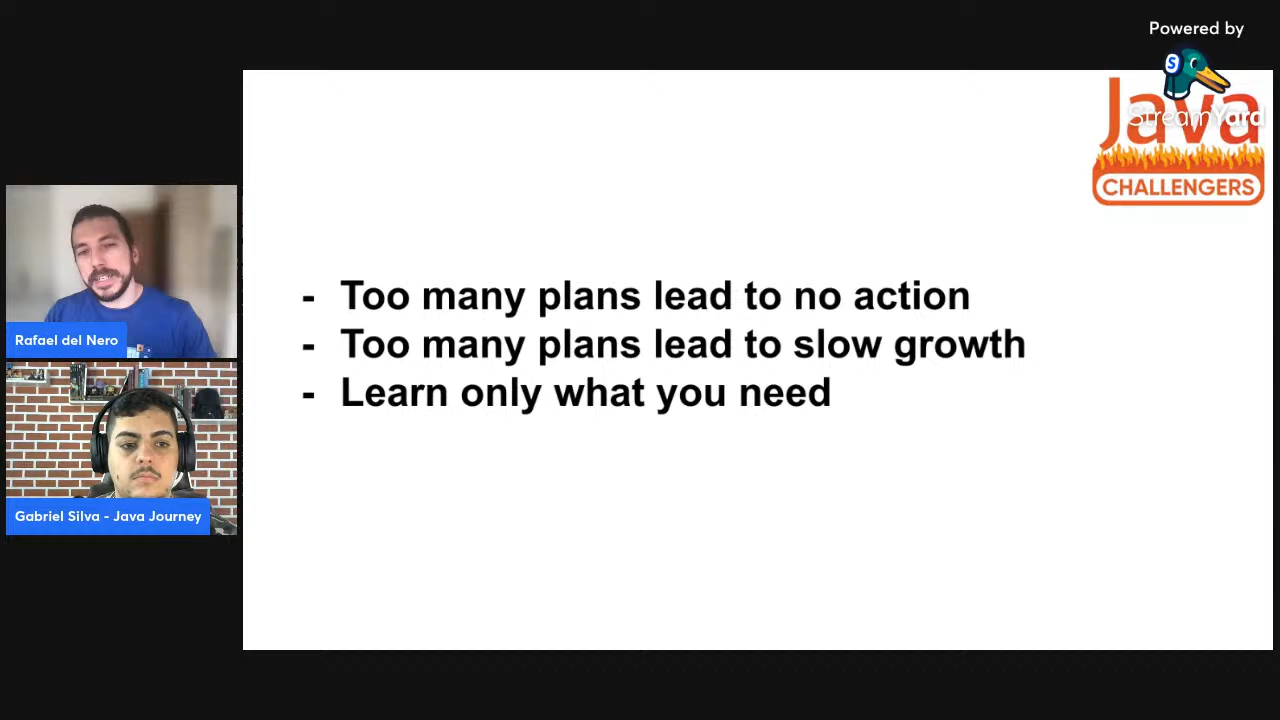 Powered by
StreamYard
Java
CHALLENGERS
- Too many plans lead to no action
- Too many plans lead to slow growth
- Learn only what you need
Rafael del Nero
Gabriel Silva - Java Journey